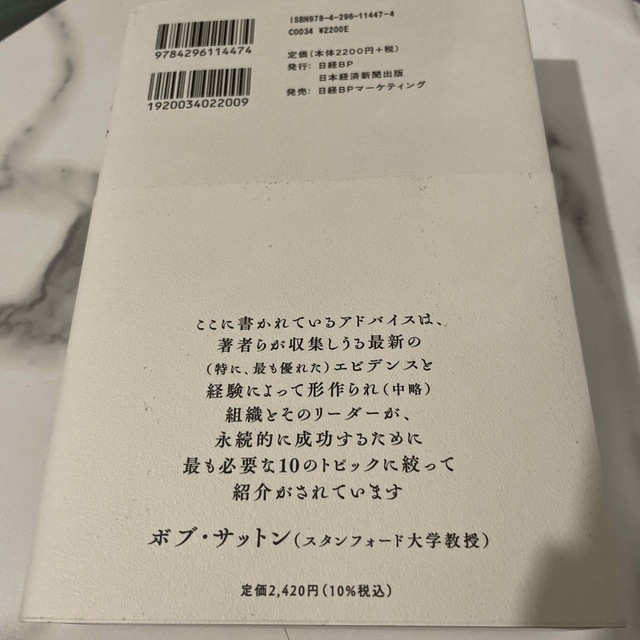 9784296114474
1920034022009
ISBN978-4-296-11447-4
C0034 ¥2200E
定価(本体2200円+税)
発行: 日経BP
日本経済新聞出版
発売: 日経BPマーケティング
ここに書かれているアドバイスは、
著者らが収集しうる最新の
(特に、最も優れた)エビデンスと
経験によって形作られ(中略)
組織とそのリーダーが、
永続的に成功するために
最も必要な10のトピックに絞って
紹介がされています
ボブ・サットン(スタンフォード大学教授)
定価2,420円(10%税込)